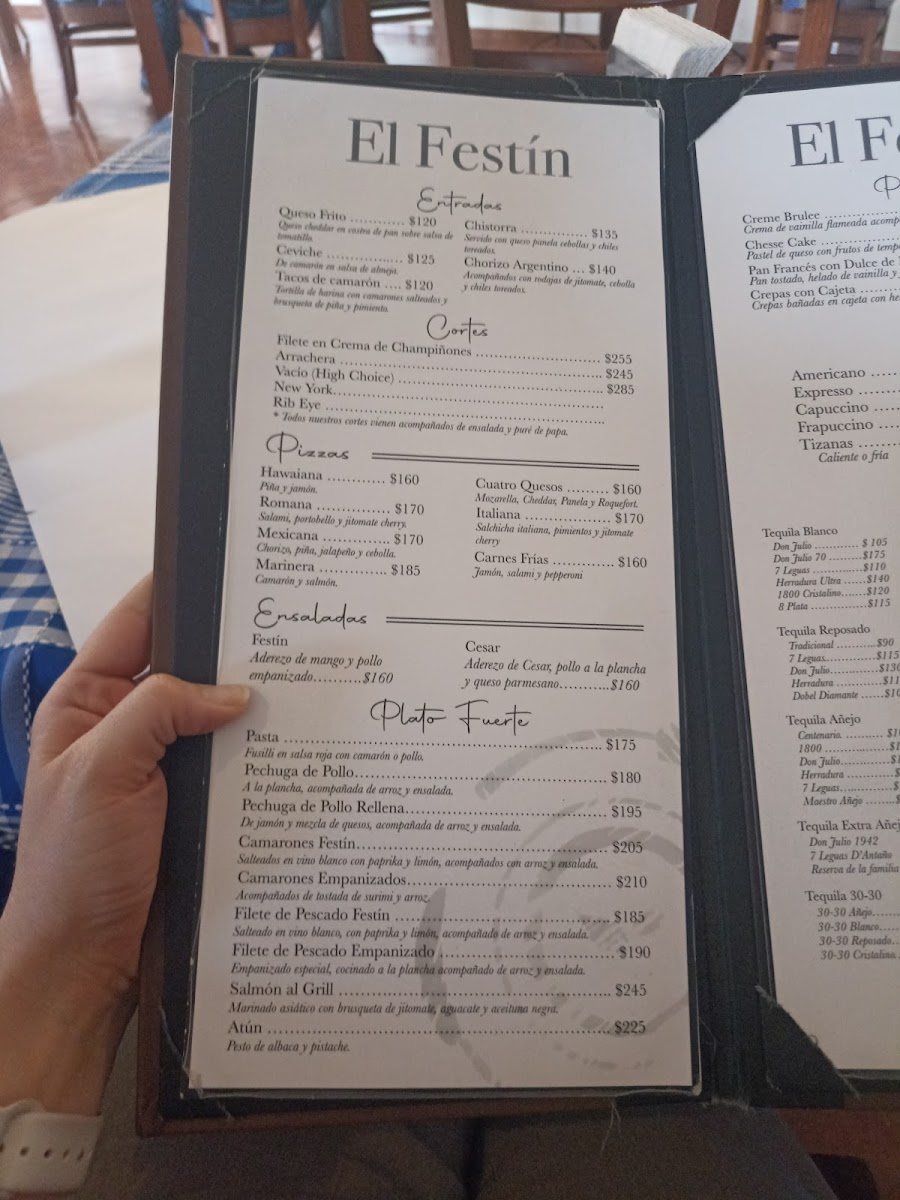 El Festín
Entradas
Queso Frito ............ $120
Queso cheddar en costra de pan sobre salsa de
tomatillo.
Ceviche ................ $125
De camarón en salsa de almeja.
Tacos de camarón .... $120
Tortilla de harina con camarones salteados y
brusqueta de piña y pimiento.
Chistorra .............. $135
Servido con queso panela cebollas y chiles
toreados.
Chorizo Argentino ... $140
Acompañados con rodajas de jitomate, cebolla
y chiles toreados.
Cortes
Filete en Crema de Champiñones ........................ $255
Arrachera ........................ $245
Vacío (High Choice) ........................ $285
New York........................
Rib Eye ........................
* Todos nuestros cortes vienen acompañados de ensalada y puré de papa.
Pizzas
Hawaiana ............ $160
Piña y jamón.
Romana ............... $170
Salami, portobello y jitomate cherry.
Mexicana .............. $170
Chorizo, piña, jalapeño y cebolla.
Marinera .............. $185
Camarón y salmón.
Cuatro Quesos ......... $160
Mozarella, Cheddar, Panela y Roquefort.
Italiana .................. $170
Salchicha italiana, pimientos y jitomate
cherry
Carnes Frías ............. $160
Jamón, salami y pepperoni
Ensaladas
Festín
Aderezo de mango y pollo
empanizado..........$160
Cesar
Aderezo de Cesar, pollo a la plancha
y queso parmesano...........$160
Plato Fuerte
Pasta ........................ $175
Fusilli en salsa roja con camarón o pollo.
Pechuga de Pollo........................ $180
A la plancha, acompañada de arroz y ensalada.
Pechuga de Pollo Rellena........................ $195
De jamón y mezcla de quesos, acompañada de arroz y ensalada.
Camarones Festín........................ $205
Salteados en vino blanco con paprika y limón, acompañados con arroz y ensalada.
Camarones Empanizados........................ $210
Acompañados de tostada de surimi y arroz.
Filete de Pescado Festín ........................ $185
Salteado en vino blanco, con paprika y limón, acompañado de arroz y ensalada.
Filete de Pescado Empanizado ........................ $190
Empanizado especial, cocinado a la plancha acompañado de arroz y ensalada.
Salmón al Grill ........................ $245
Marinado asiático con brusqueta de jitomate, aguacate y aceituna negra.
Atún ........................ $225
Pesto de albaca y pistache.
El Fe
Creme Brulee ............
Crema de vainilla flameada
Chesse Cake ............
Pastel de queso con frutos de
Pan Francés con Dulce de
Pan tostado, helado de vainilla y
Crepas con Cajeta ............
Crepas bañadas en cajeta con
Americano .....
Expresso .....
Capuccino ....
Frapuccino ....
Tizanas ........
Caliente o fría
Tequila Blanco
Don Julio ............ $ 105
Don Julio 70 .........$175
7 Leguas .............$110
Herradura Ultra ......$140
1800 Cristalino.......$120
8 Plata ...............$115
Tequila Reposado
Tradicional ..........$90
7 Leguas.............$115
Don Julio............$130
Herradura ...........$11
Dobel Diamante ......$1
Tequila Añejo
Centenario. .......... $1
1800 ...............$1
Don Julio............$1
Herradura ...........$
7 Leguas.............$
Maestro Añejo ........$
Tequila Extra Añe
Don Julio 1942
7 Leguas D'Antaño
Reserva de la familia
Tequila 30-30
30-30 Añejo.......
30-30 Blanco.....
30-30 Reposado...
30-30 Cristalino.